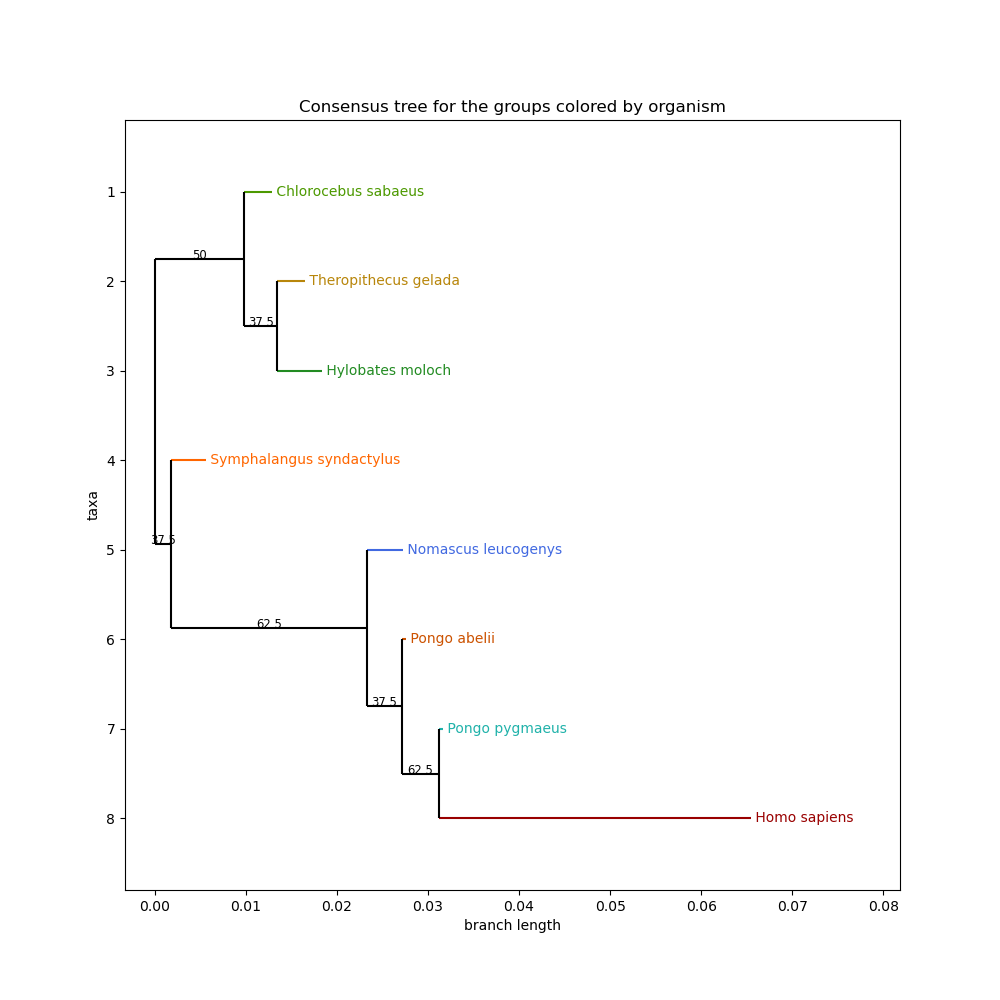 Consensus tree for the groups colored by organism
1
Chlorocebus sabaeus
50
2
Theropithecus gelada
37.5
3
Hylobates moloch
4
Symphalangus syndactylus
taxa
37.5
5
Nomascus leucogenys
62.5
6
Pongo abelii
37.5
7
Pongo pygmaeus
62.5
8
Homo sapiens
0.00 0.01 0.02 0.03 0.04 0.05 0.06 0.07 0.08
branch length